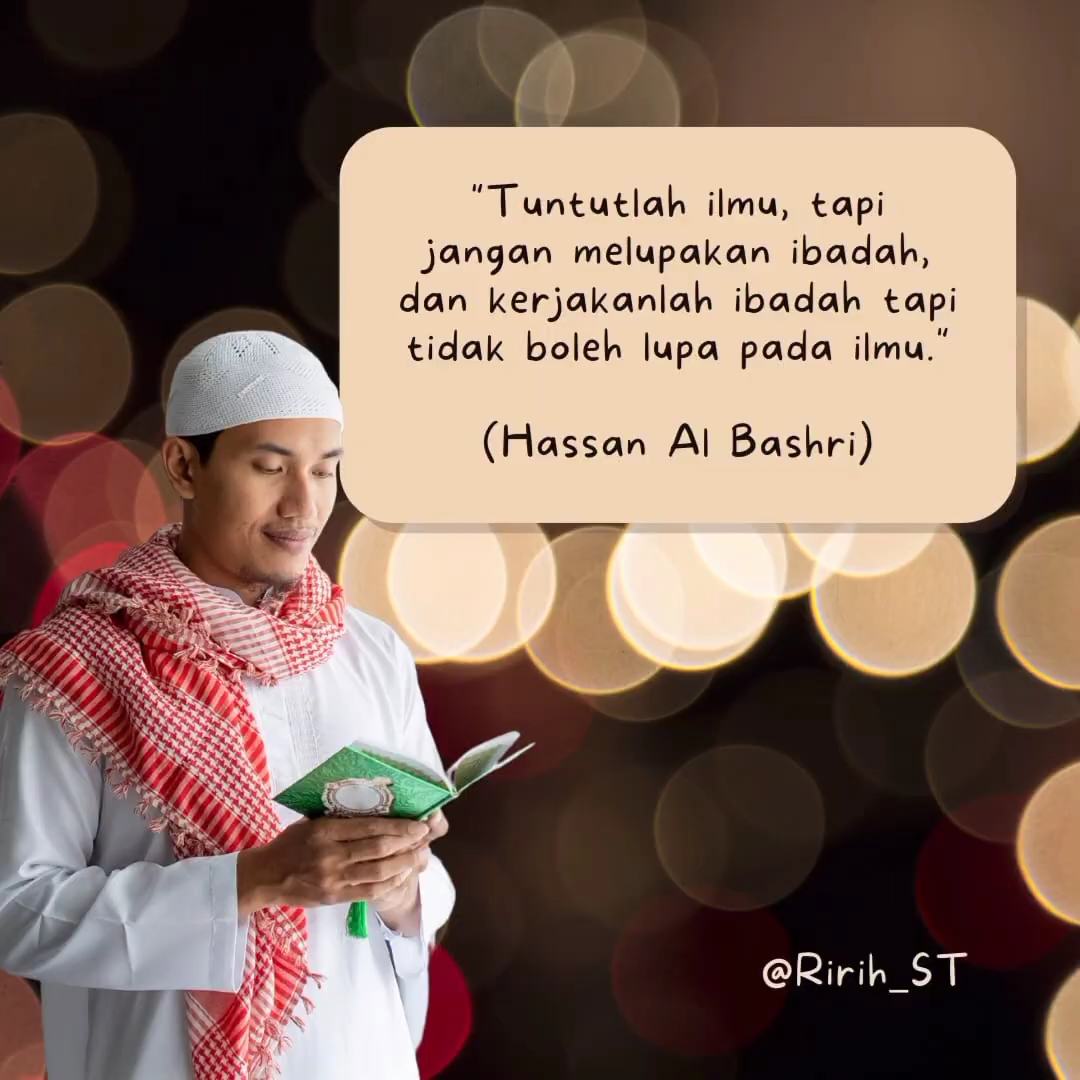 "Tuntutlah ilmu, tapi
jangan melupakan ibadah,
dan kerjakanlah ibadah tapi
tidak boleh lupa pada ilmu."
(Hassan Al Bashri)
@Ririh_ST